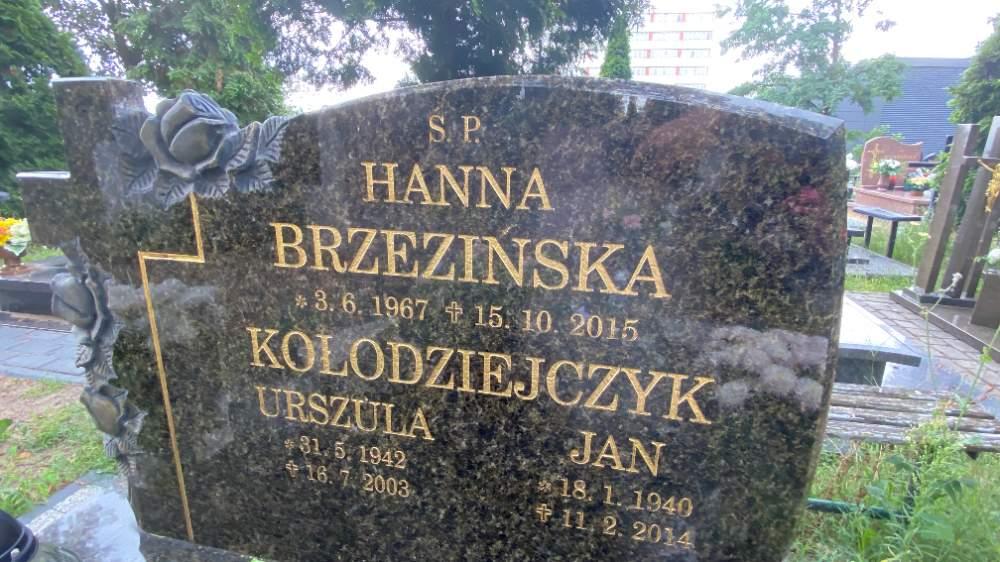 Ś. P.
HANNA
BRZEZIŃSKA
* 3. 6. 1967 ✝ 15. 10. 2015
KOŁODZIEJCZYK
URSZULA
* 31. 5. 1942
✝ 16. 7. 2003
JAN
* 18. 1. 1940
✝ 11. 2. 2014